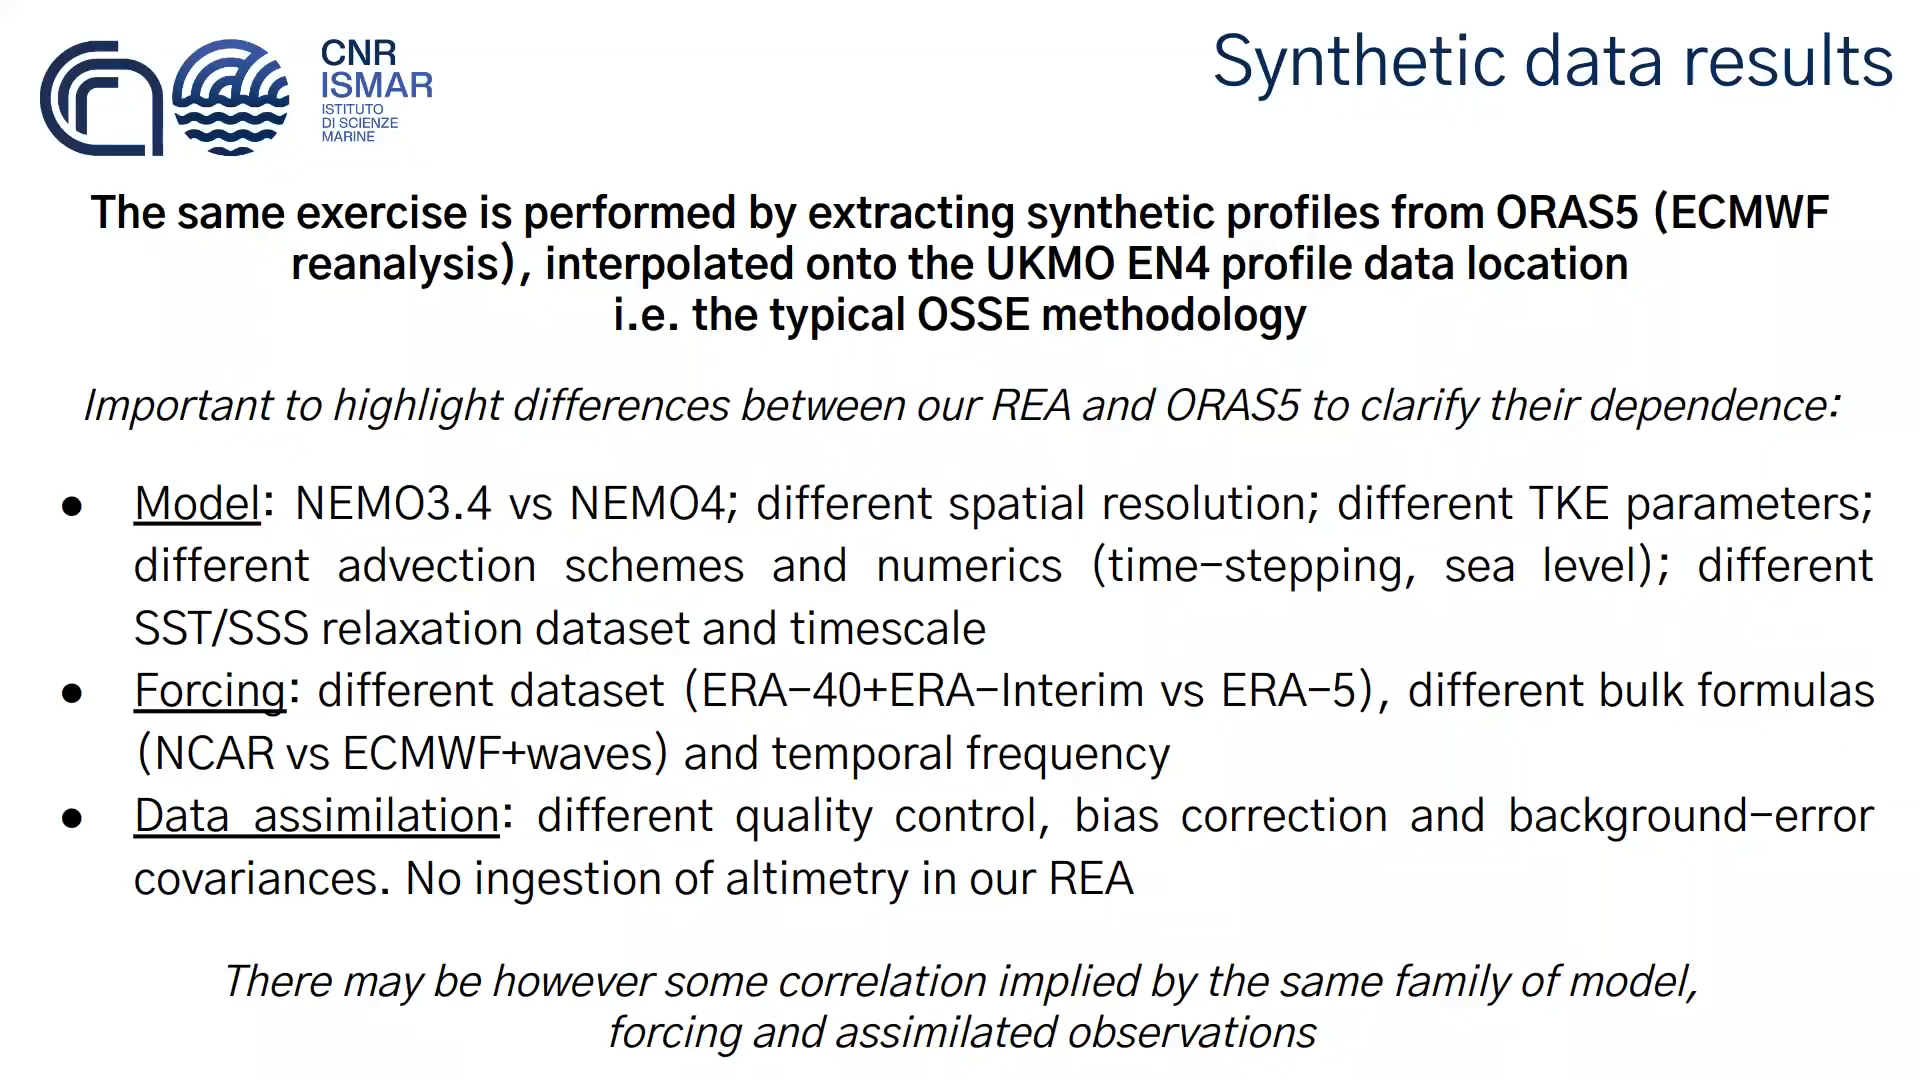 CNR
ISMAR
ISTITUTO
DI SCIENZE
MARINE
Synthetic data results
The same exercise is performed by extracting synthetic profiles from ORAS5 (ECMWF
reanalysis), interpolated onto the UKMO EN4 profile data location
i.e. the typical OSSE methodology
Important to highlight differences between our REA and ORAS5 to clarify their dependence:
● Model: NEMO3.4 vs NEMO4; different spatial resolution; different TKE parameters;
different advection schemes and numerics (time-stepping, sea level); different
SST/SSS relaxation dataset and timescale
● Forcing: different dataset (ERA-40+ERA-Interim vs ERA-5), different bulk formulas
(NCAR vs ECMWF+waves) and temporal frequency
● Data assimilation: different quality control, bias correction and background-error
covariances. No ingestion of altimetry in our REA
There may be however some correlation implied by the same family of model,
forcing and assimilated observations